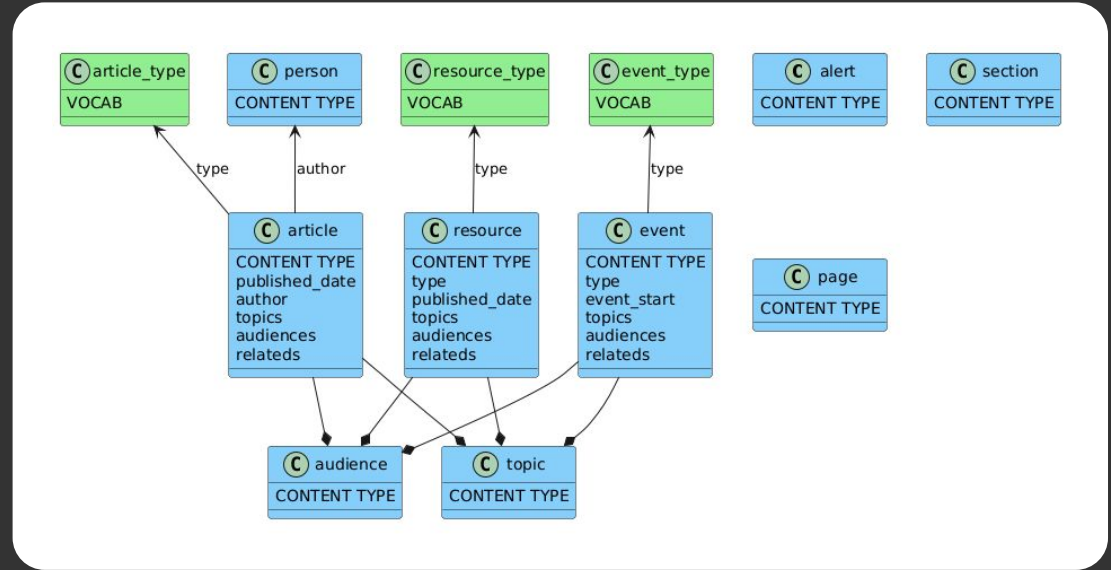 C article_type
VOCAB
C person
CONTENT TYPE
C resource_type
VOCAB
C event_type
VOCAB
C alert
CONTENT TYPE
C section
CONTENT TYPE
type
author
type
type
C article
CONTENT TYPE
published_date
author
topics
audiences
relateds
C resource
CONTENT TYPE
type
published_date
topics
audiences
relateds
C event
CONTENT TYPE
type
event_start
topics
audiences
relateds
C page
CONTENT TYPE
C audience
CONTENT TYPE
C topic
CONTENT TYPE